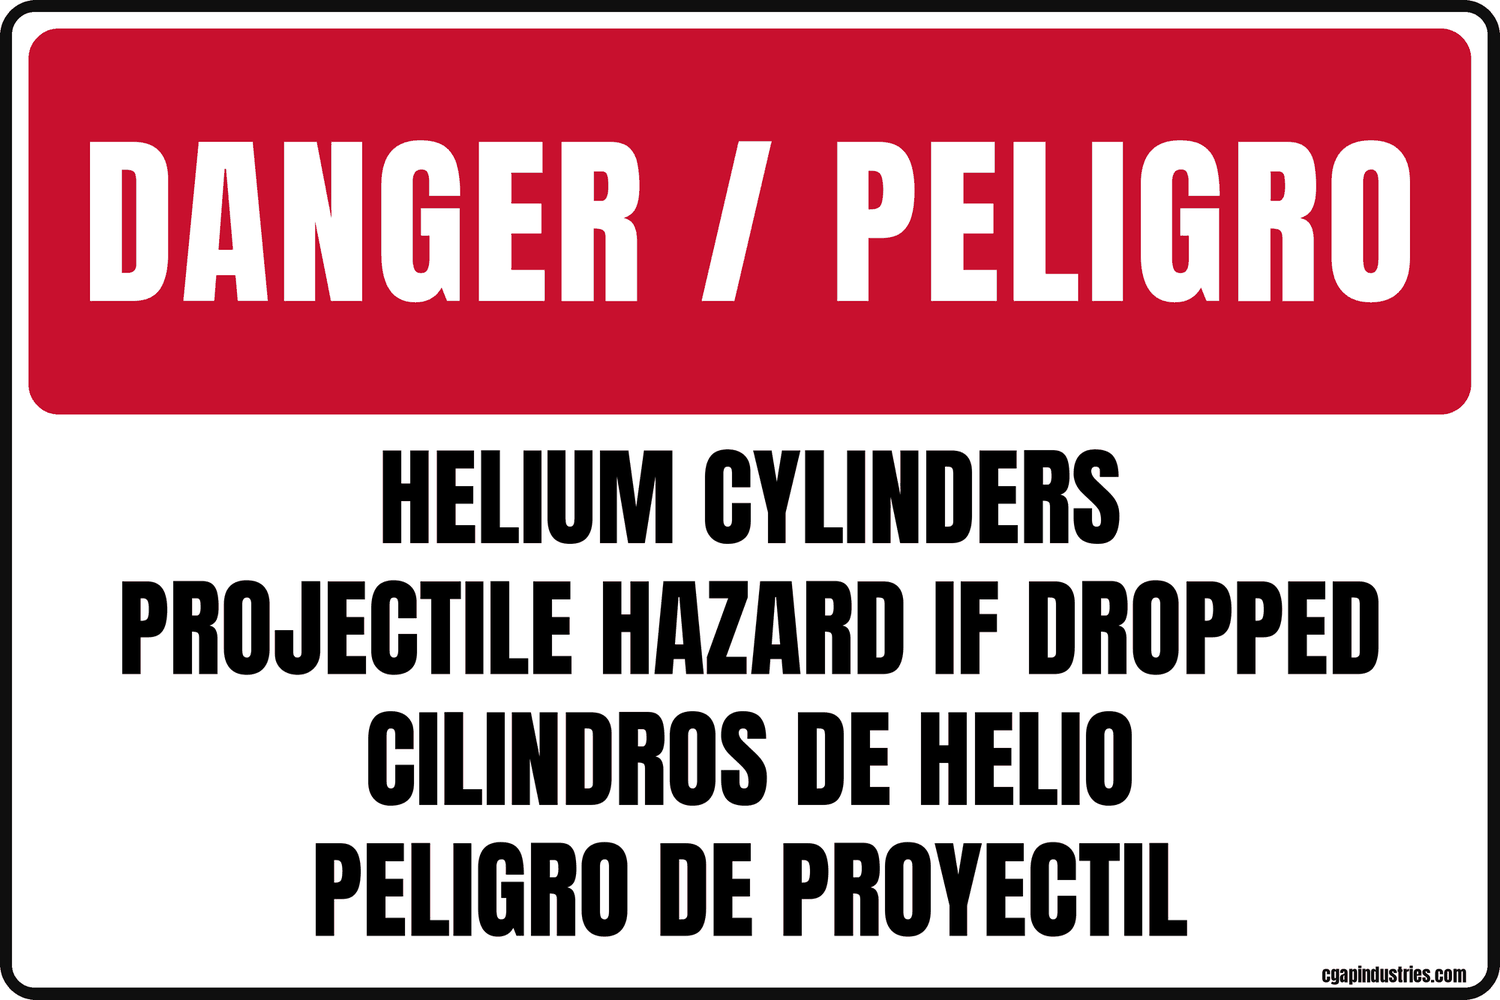 DANGER / PELIGRO
HELIUM CYLINDERS
PROJECTILE HAZARD IF DROPPED
CILINDROS DE HELIO
PELIGRO DE PROYECTIL
cgapindustries.com